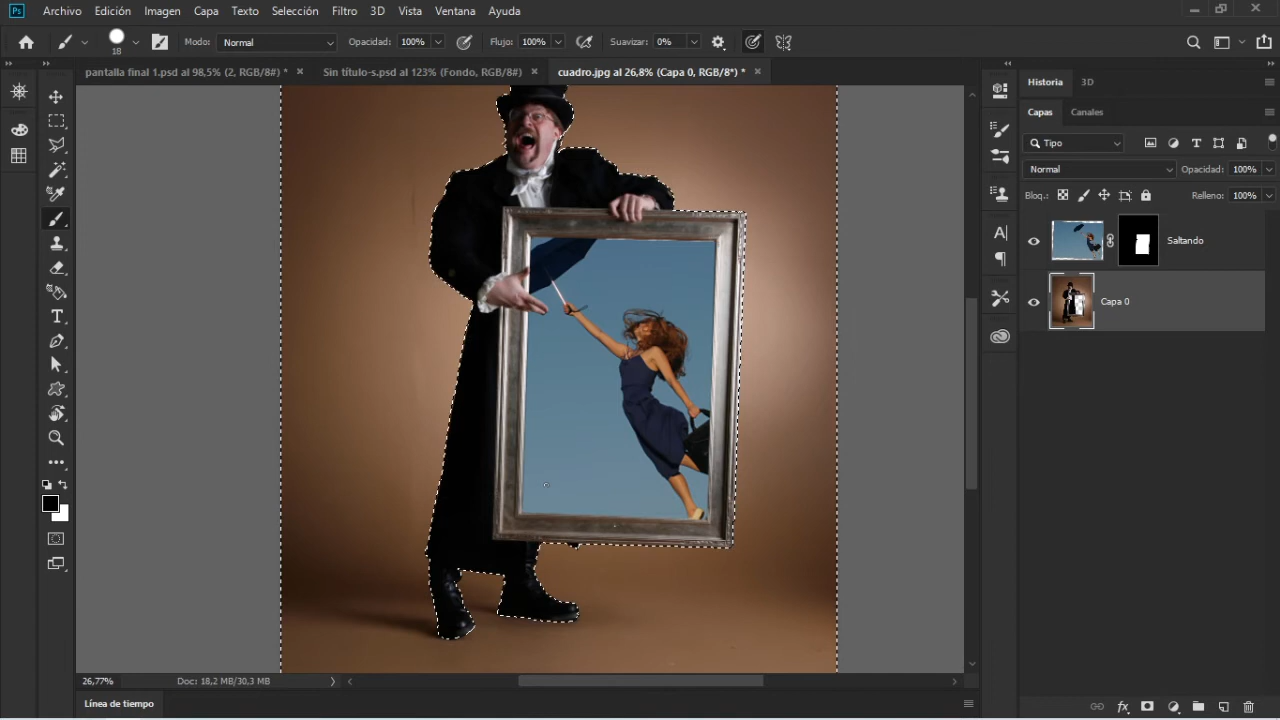 Ps Archivo Edición Imagen Capa Texto Selección Filtro 3D Vista Ventana Ayuda
18 Modo: Normal Opacidad: 100% Flujo: 100% Suavizar: 0%
pantalla final 1.psd al 98,5% (2, RGB/8#) * × Sin título-s.psd al 123% (Fondo, RGB/8#) × cuadro.jpg al 26,8% (Capa 0, RGB/8*) * ×
Historia 3D
Capas Canales
Tipo
Normal Opacidad: 100%
Bloq.: Relleno: 100%
Saltando
Capa 0
26,77% Doc: 18,2 MB/30,3 MB
Línea de tiempo